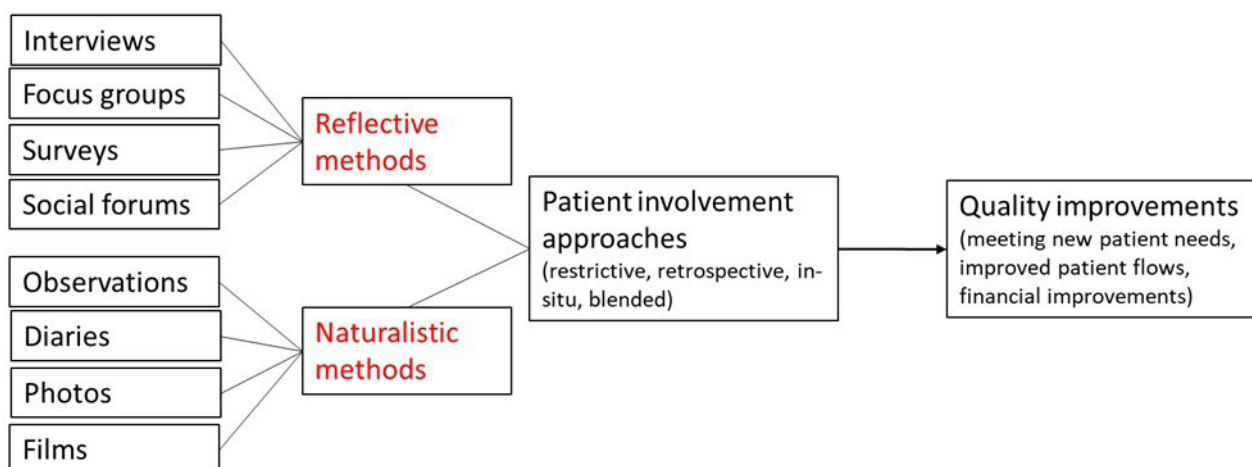 Interviews
Focus groups
Surveys
Social forums
Observations
Diaries
Photos
Films
Reflective
methods
Naturalistic
methods
Patient involvement
approaches
(restrictive, retrospective, in-
situ, blended)
Quality improvements
(meeting new patient needs,
improved patient flows,
financial improvements)